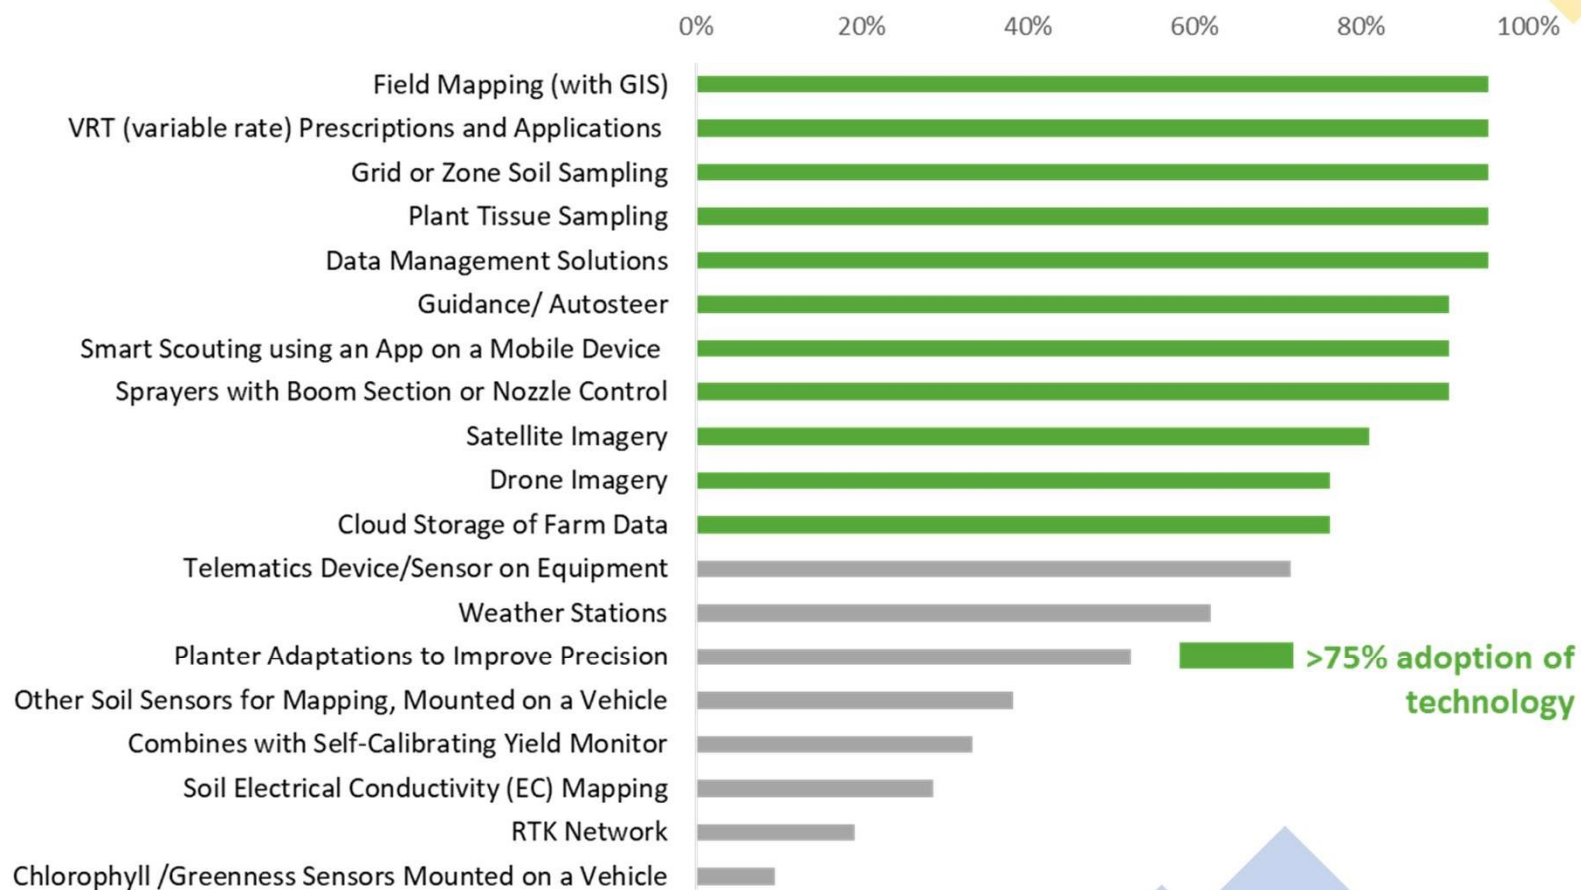 0% 20% 40% 60% 80% 100%
Field Mapping (with GIS)
VRT (variable rate) Prescriptions and Applications
Grid or Zone Soil Sampling
Plant Tissue Sampling
Data Management Solutions
Guidance/ Autosteer
Smart Scouting using an App on a Mobile Device
Sprayers with Boom Section or Nozzle Control
Satellite Imagery
Drone Imagery
Cloud Storage of Farm Data
Telematics Device/Sensor on Equipment
Weather Stations
Planter Adaptations to Improve Precision
>75% adoption of
technology
Other Soil Sensors for Mapping, Mounted on a Vehicle
Combines with Self-Calibrating Yield Monitor
Soil Electrical Conductivity (EC) Mapping
RTK Network
Chlorophyll /Greenness Sensors Mounted on a Vehicle